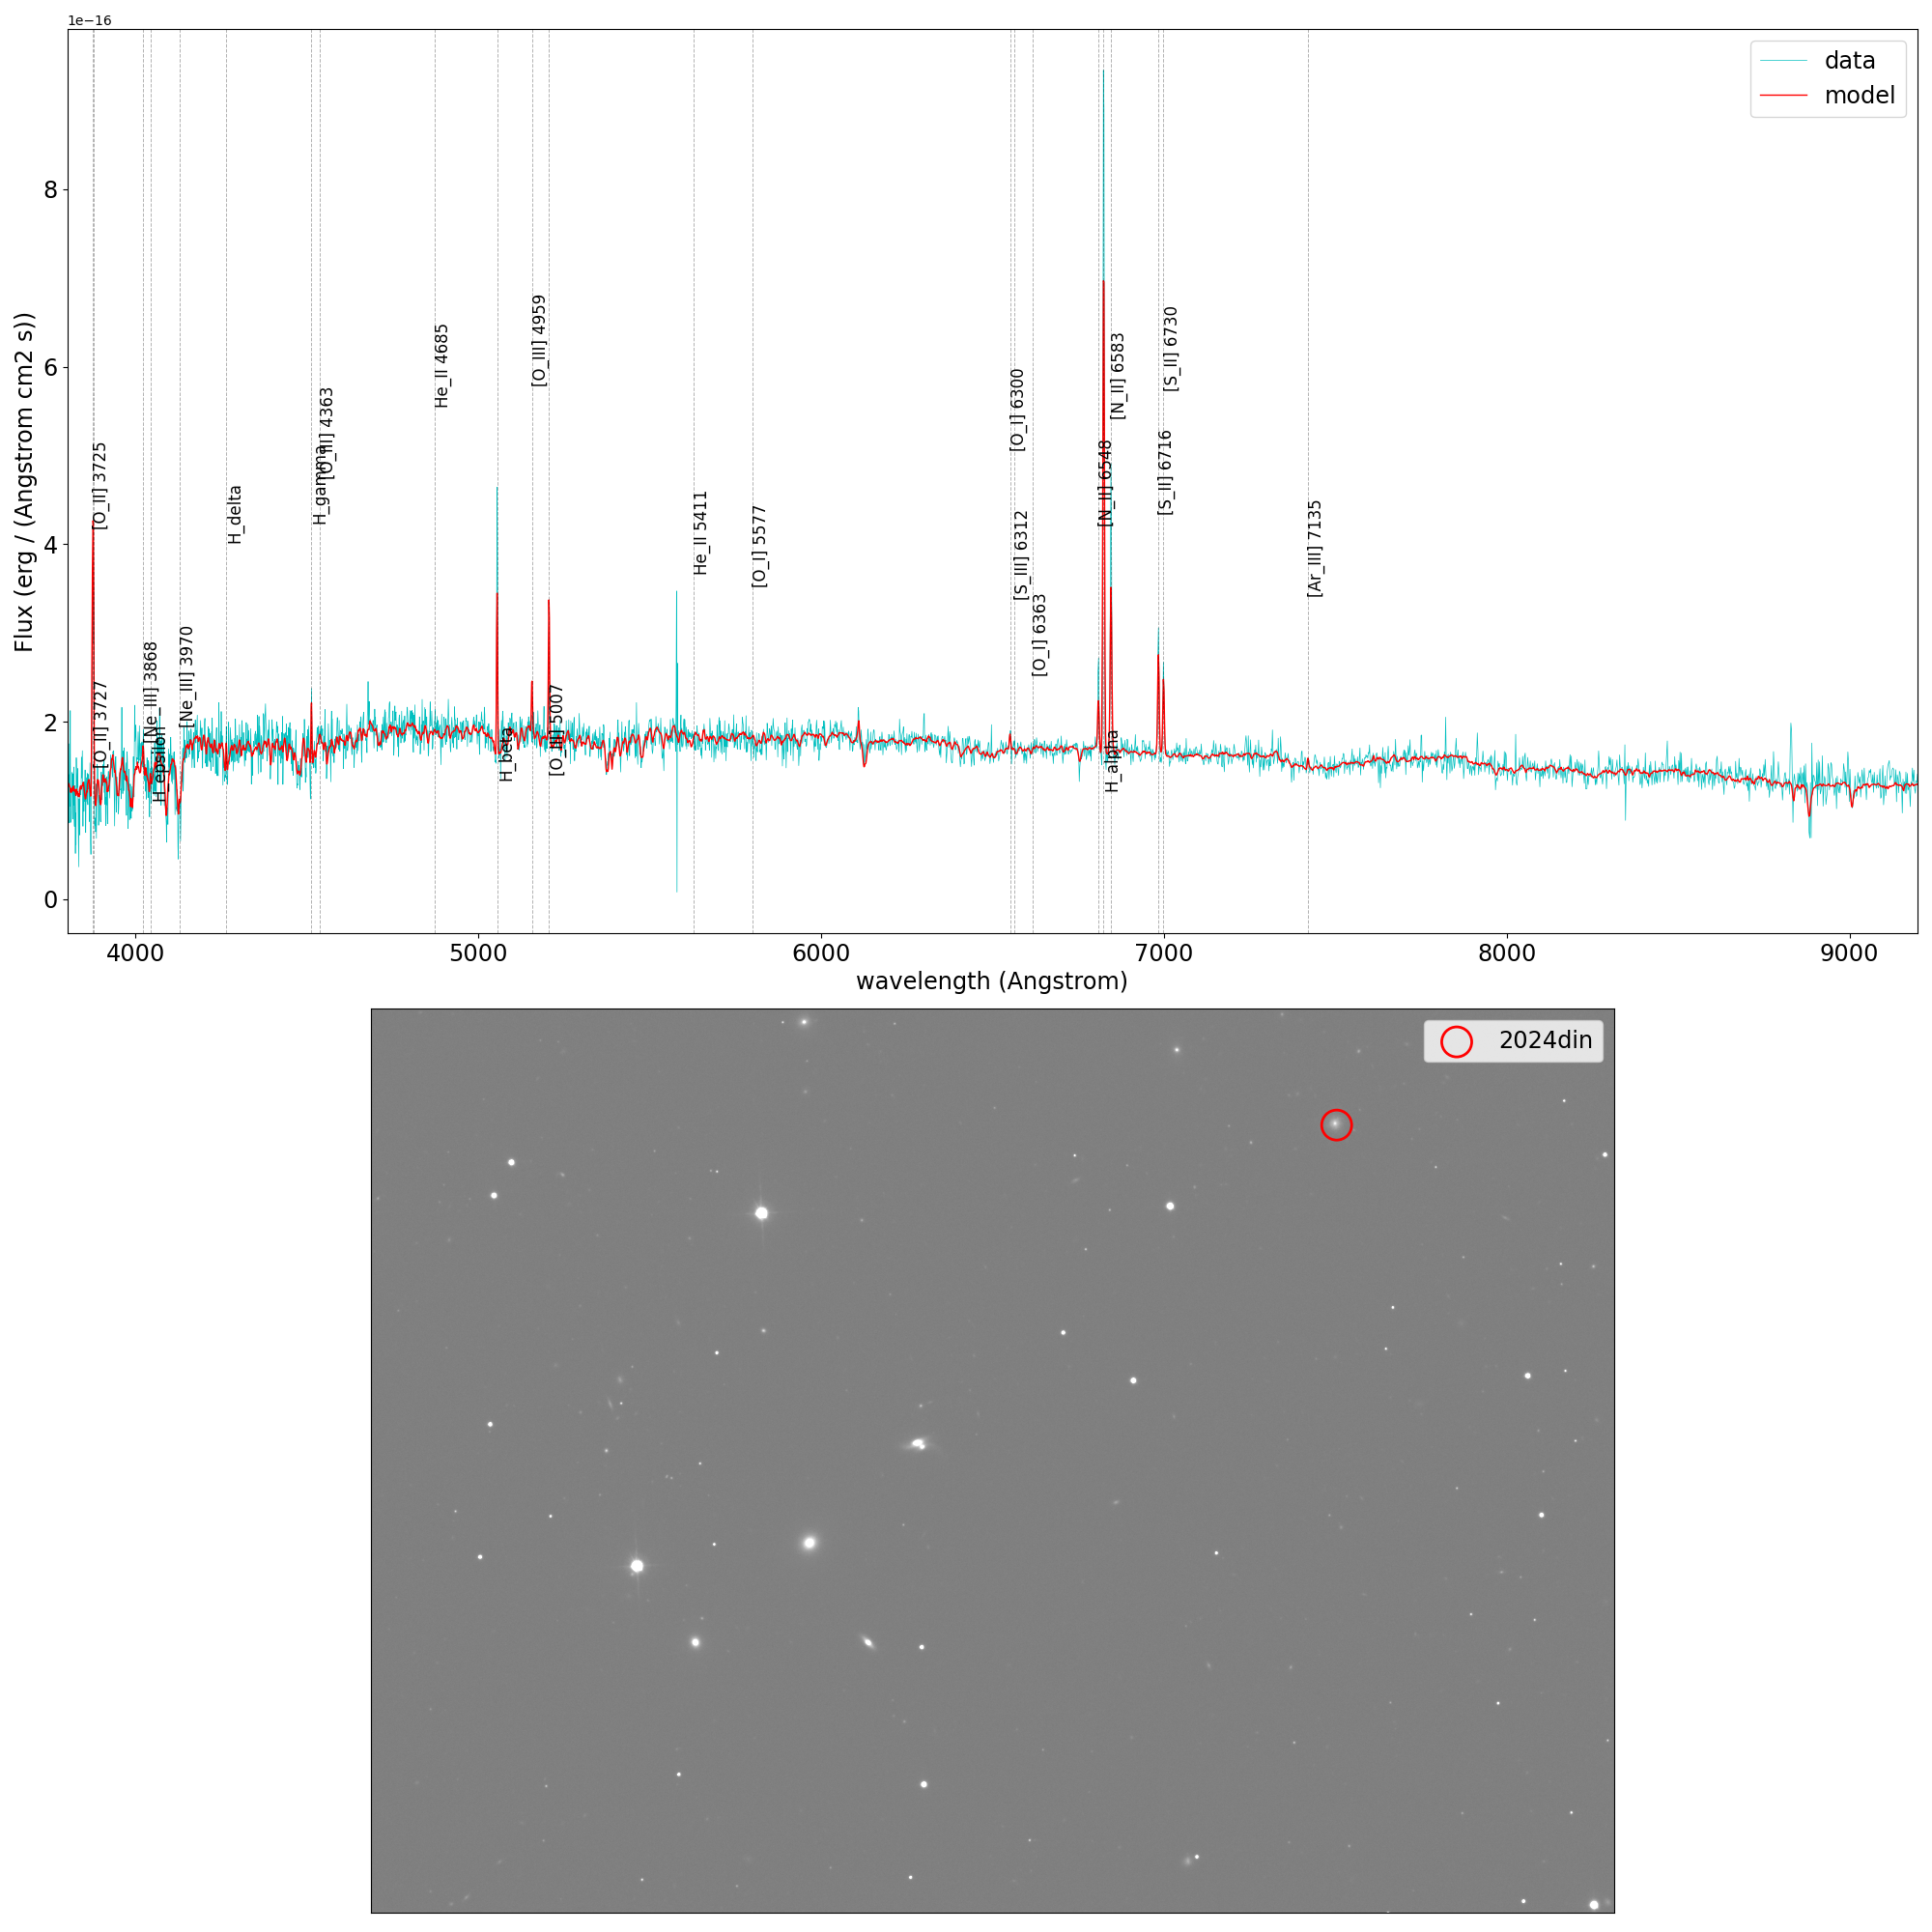 1e−16
data
model
Flux (erg / (Angstrom cm2 s))
8
6
4
2
0
[O_II] 3725
[O_II] 3727
[Ne_III] 3868
H_epsilon
[Ne_III] 3970
H_delta
H_gamma
[O_III] 4363
He_II 4685
H_beta
[O_III] 4959
[O_III] 5007
He_II 5411
[O_I] 5577
[O_I] 6300
[S_III] 6312
[O_I] 6363
[N_II] 6548
H_alpha
[N_II] 6583
[S_II] 6716
[S_II] 6730
[Ar_III] 7135
4000
5000
6000
7000
8000
9000
wavelength (Angstrom)
2024din